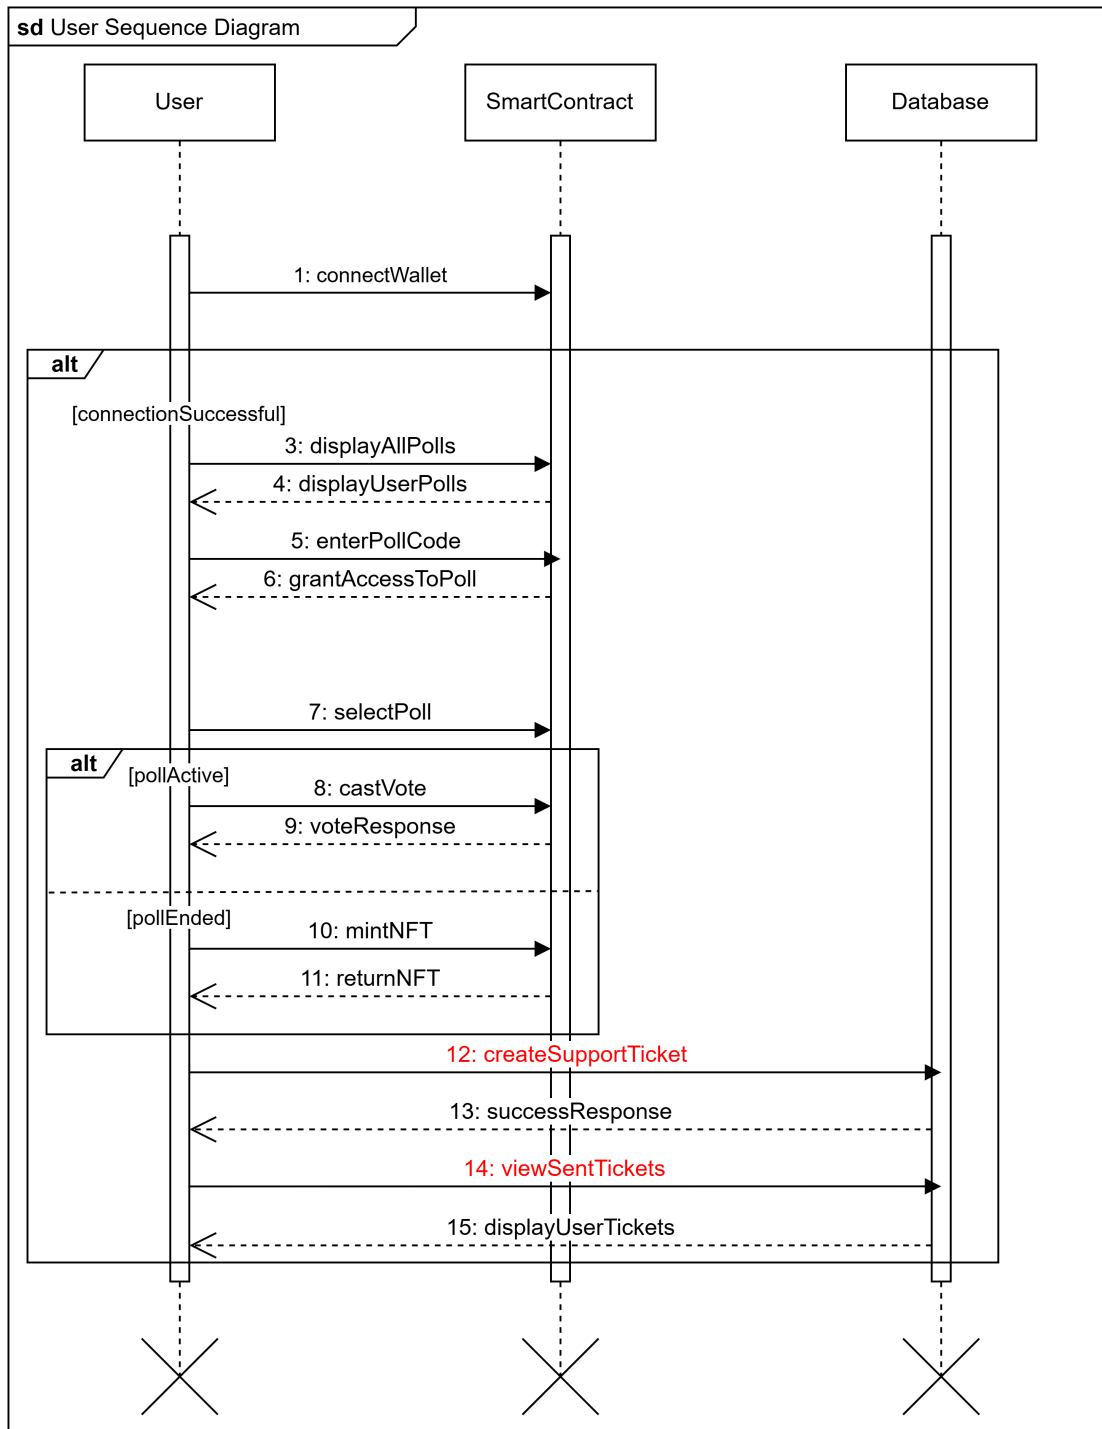 sd User Sequence Diagram
User
SmartContract
Database
1: connectWallet
alt
[connectionSuccessful]
3: displayAllPolls
4: displayUserPolls
5: enterPollCode
6: grantAccessToPoll
7: selectPoll
alt
[pollActive]
8: castVote
9: voteResponse
[pollEnded]
10: mintNFT
11: returnNFT
12: createSupportTicket
13: successResponse
14: viewSentTickets
15: displayUserTickets